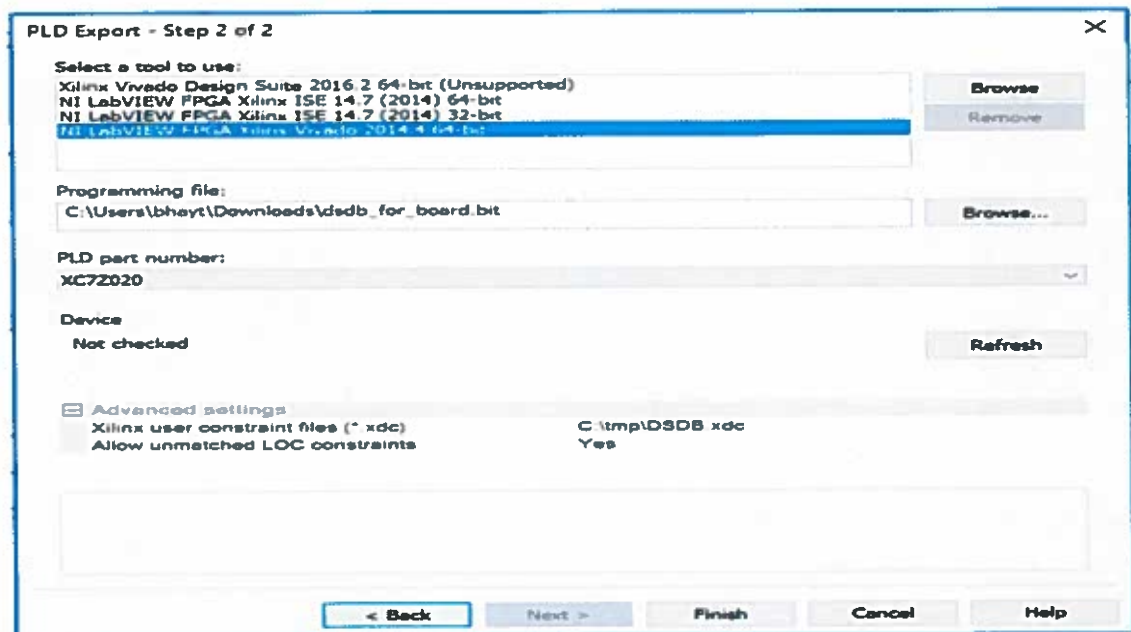 PLD Export - Step 2 of 2
Select a tool to use:
Xilinx Vivado Design Suite 2016.2 64-bit (Unsupported)
NI LabVIEW FPGA Xilinx ISE 14.7 (2014) 64-bit
NI LabVIEW FPGA Xilinx ISE 14.7 (2014) 32-bit
NI LabVIEW FPGA Xilinx Vivado 2014.4 64-bit
Browse
Remove
Programming file:
C:\Users\bhayt\Downloads\dsdb_for_board.bit
Browse...
PLD part number:
XC7Z020
Device
Not checked
Refresh
Advanced settings
Xilinx user constraint files (*.xdc) C:\tmp\DSDB.xdc
Allow unmatched LOC constraints Yes
< Back Next > Finish Cancel Help